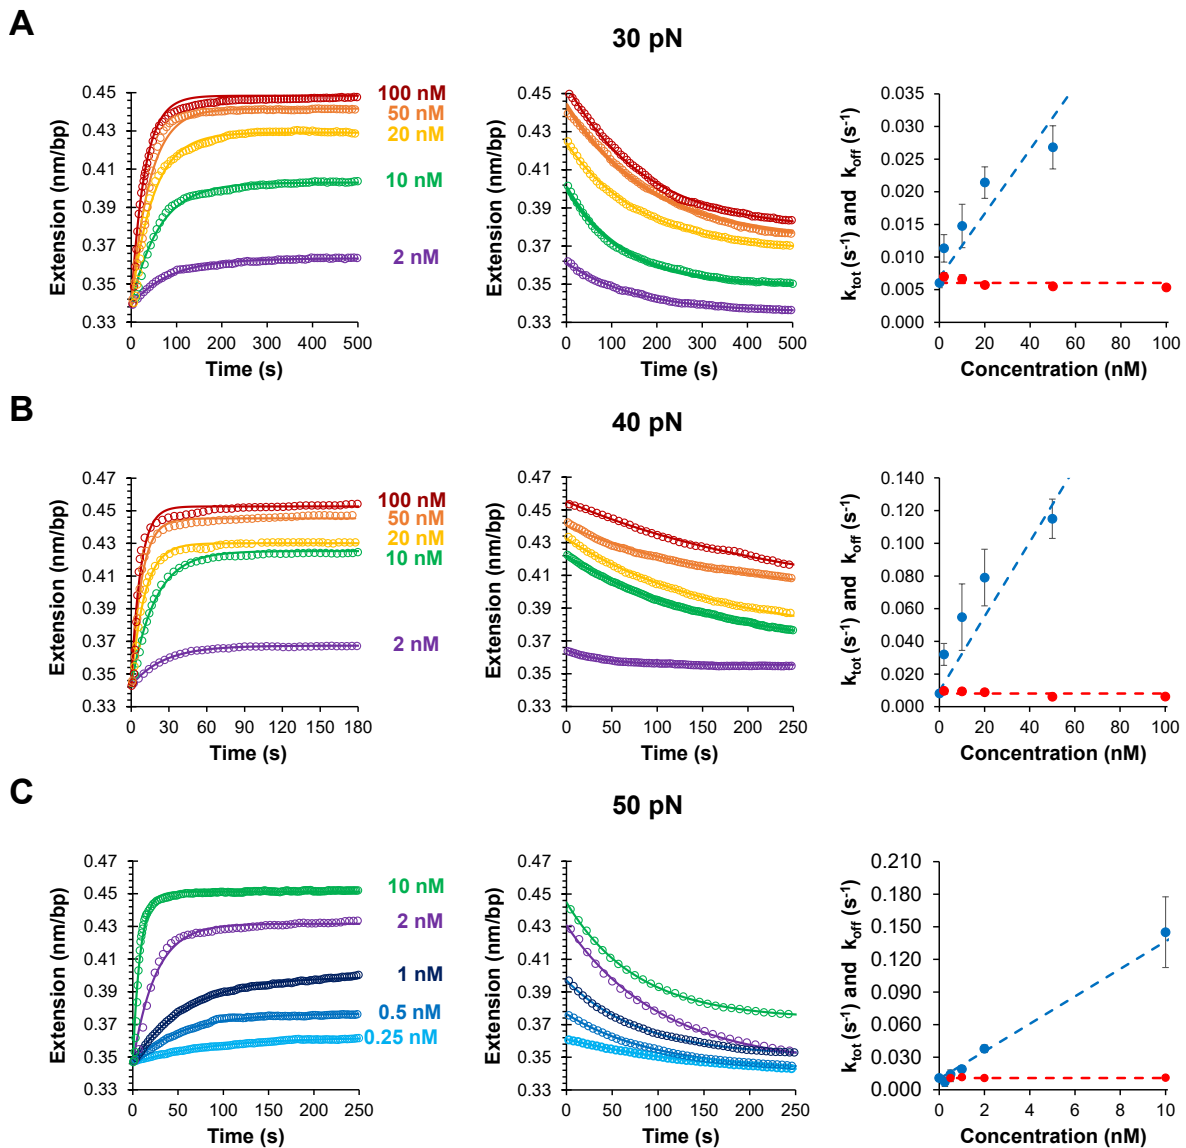 A
30 pN
Extension (nm/bp)
0.45
0.43
0.41
0.39
0.37
0.35
0.33
0 100 200 300 400 500
Time (s)
100 nM
50 nM
20 nM
10 nM
2 nM
Extension (nm/bp)
0.45
0.43
0.41
0.39
0.37
0.35
0.33
0 100 200 300 400 500
Time (s)
k_tot (s⁻¹) and k_off (s⁻¹)
0.035
0.030
0.025
0.020
0.015
0.010
0.005
0.000
0 20 40 60 80 100
Concentration (nM)
B
40 pN
Extension (nm/bp)
0.47
0.45
0.43
0.41
0.39
0.37
0.35
0.33
0 30 60 90 120 150 180
Time (s)
100 nM
50 nM
20 nM
10 nM
2 nM
Extension (nm/bp)
0.47
0.45
0.43
0.41
0.39
0.37
0.35
0.33
0 50 100 150 200 250
Time (s)
k_tot (s⁻¹) and k_off (s⁻¹)
0.140
0.120
0.100
0.080
0.060
0.040
0.020
0.000
0 20 40 60 80 100
Concentration (nM)
C
50 pN
Extension (nm/bp)
0.47
0.45
0.43
0.41
0.39
0.37
0.35
0.33
0 50 100 150 200 250
Time (s)
10 nM
2 nM
1 nM
0.5 nM
0.25 nM
Extension (nm/bp)
0.47
0.45
0.43
0.41
0.39
0.37
0.35
0.33
0 50 100 150 200 250
Time (s)
k_tot (s⁻¹) and k_off (s⁻¹)
0.210
0.180
0.150
0.120
0.090
0.060
0.030
0.000
0 2 4 6 8 10
Concentration (nM)